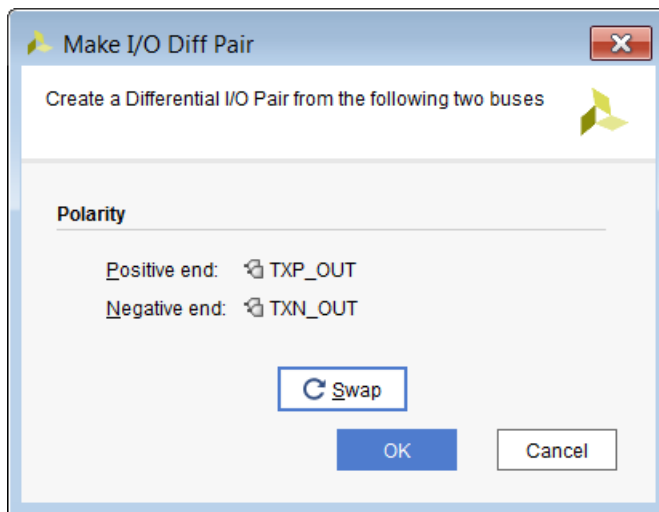 Make I/O Diff Pair
Create a Differential I/O Pair from the following two buses
Polarity
Positive end: TXP_OUT
Negative end: TXN_OUT
Swap
OK Cancel